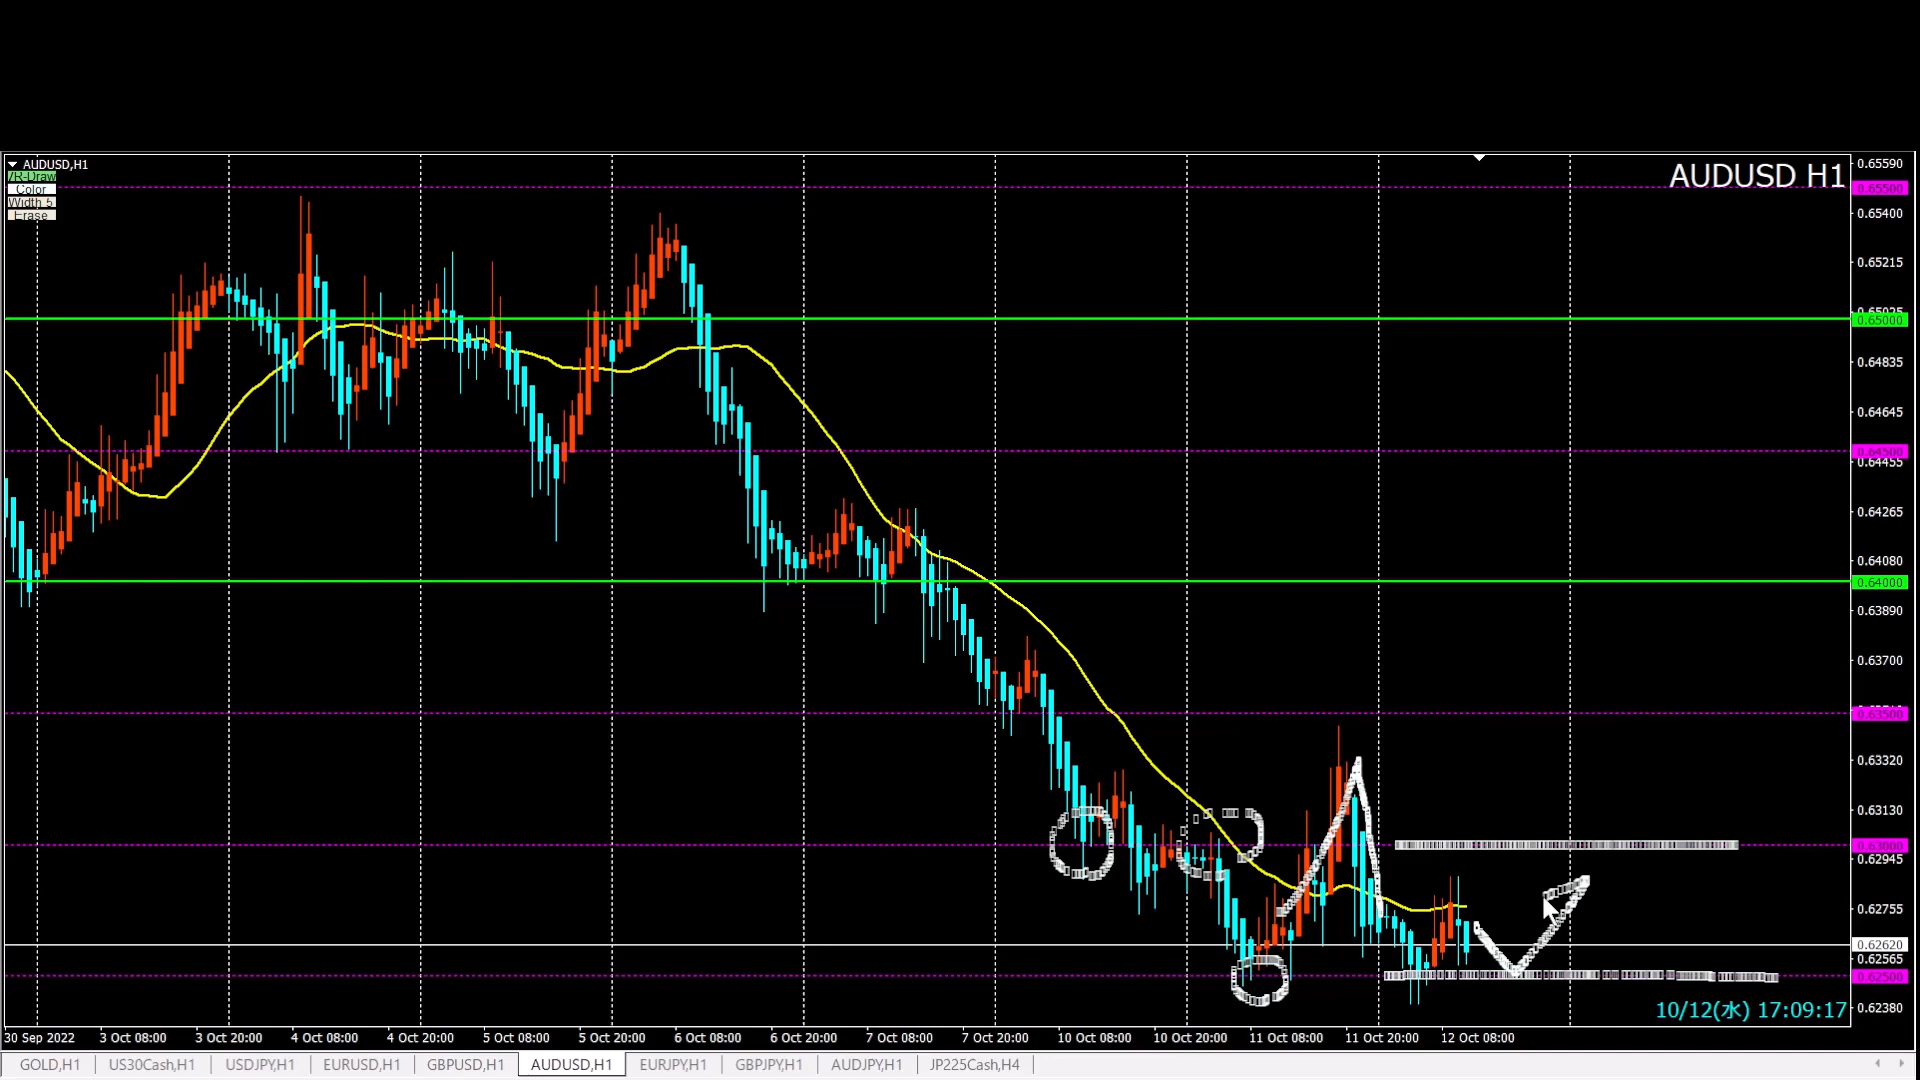 AUDUSD,H1
AUDUSD H1
/R-Draw
Color
Width 5
Erase
0.65590
0.65500
0.65400
0.65215
0.65025
0.65000
0.64835
0.64645
0.64500
0.64455
0.64265
0.64080
0.64000
0.63890
0.63700
0.63500
0.63320
0.63130
0.63000
0.62945
0.62755
0.62620
0.62565
0.62500
0.62380
10/12(水) 17:09:17
30 Sep 2022 3 Oct 08:00 3 Oct 20:00 4 Oct 08:00 4 Oct 20:00 5 Oct 08:00 5 Oct 20:00 6 Oct 08:00 6 Oct 20:00 7 Oct 08:00 7 Oct 20:00 10 Oct 08:00 10 Oct 20:00 11 Oct 08:00 11 Oct 20:00 12 Oct 08:00
GOLD,H1 US30Cash,H1 USDJPY,H1 EURUSD,H1 GBPUSD,H1 AUDUSD,H1 EURJPY,H1 GBPJPY,H1 AUDJPY,H1 JP225Cash,H4